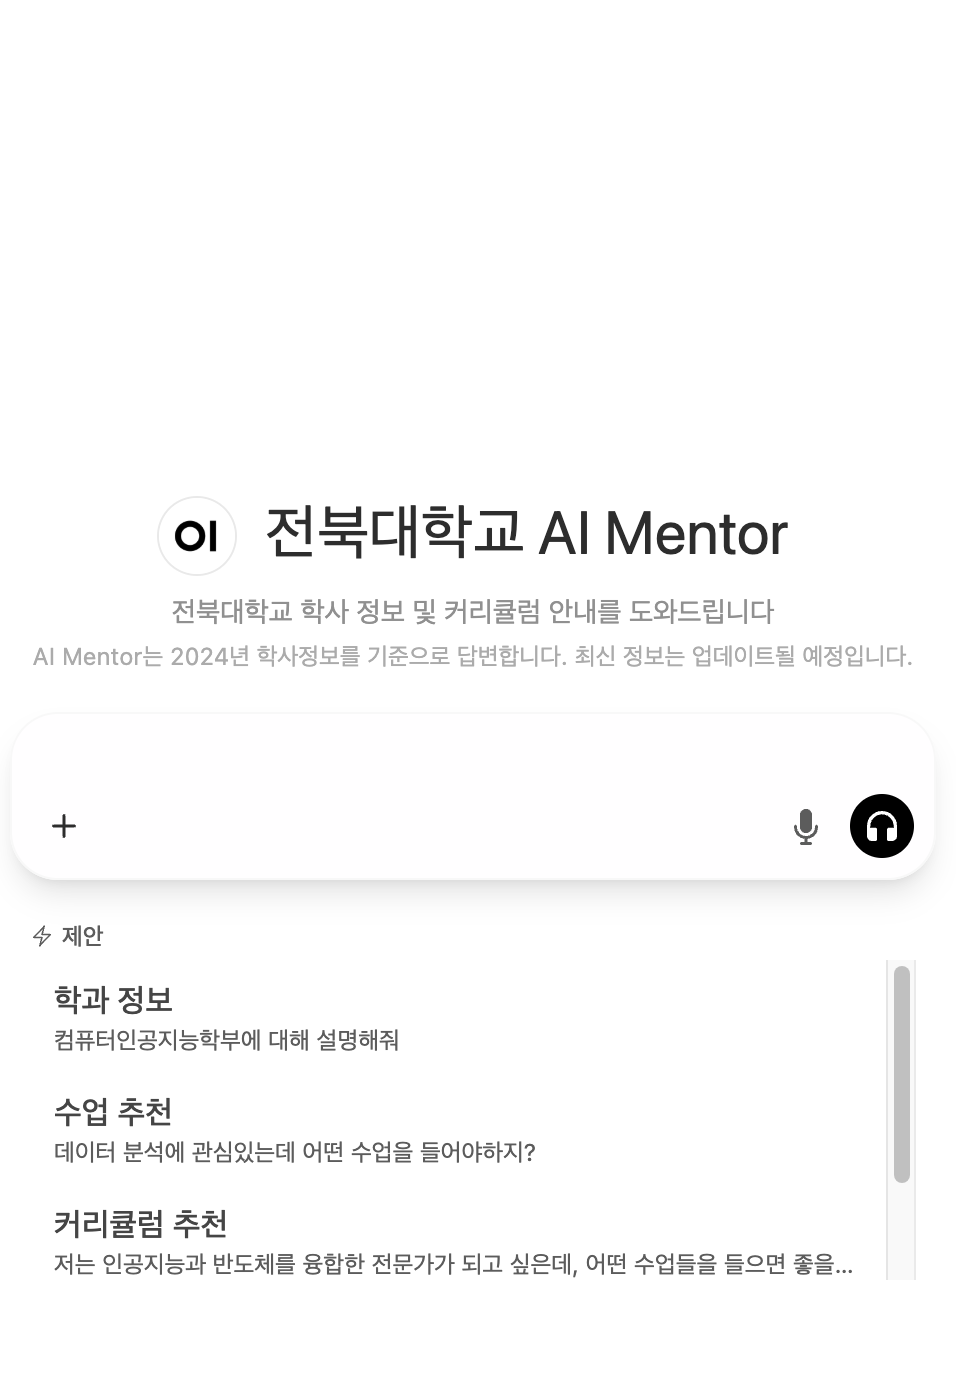 OI 전북대학교 AI Mentor
전북대학교 학사 정보 및 커리큘럼 안내를 도와드립니다
AI Mentor는 2024년 학사정보를 기준으로 답변합니다. 최신 정보는 업데이트될 예정입니다.
제안
학과 정보
컴퓨터인공지능학부에 대해 설명해줘
수업 추천
데이터 분석에 관심있는데 어떤 수업을 들어야하지?
커리큘럼 추천
저는 인공지능과 반도체를 융합한 전문가가 되고 싶은데, 어떤 수업들을 들으면 좋을...